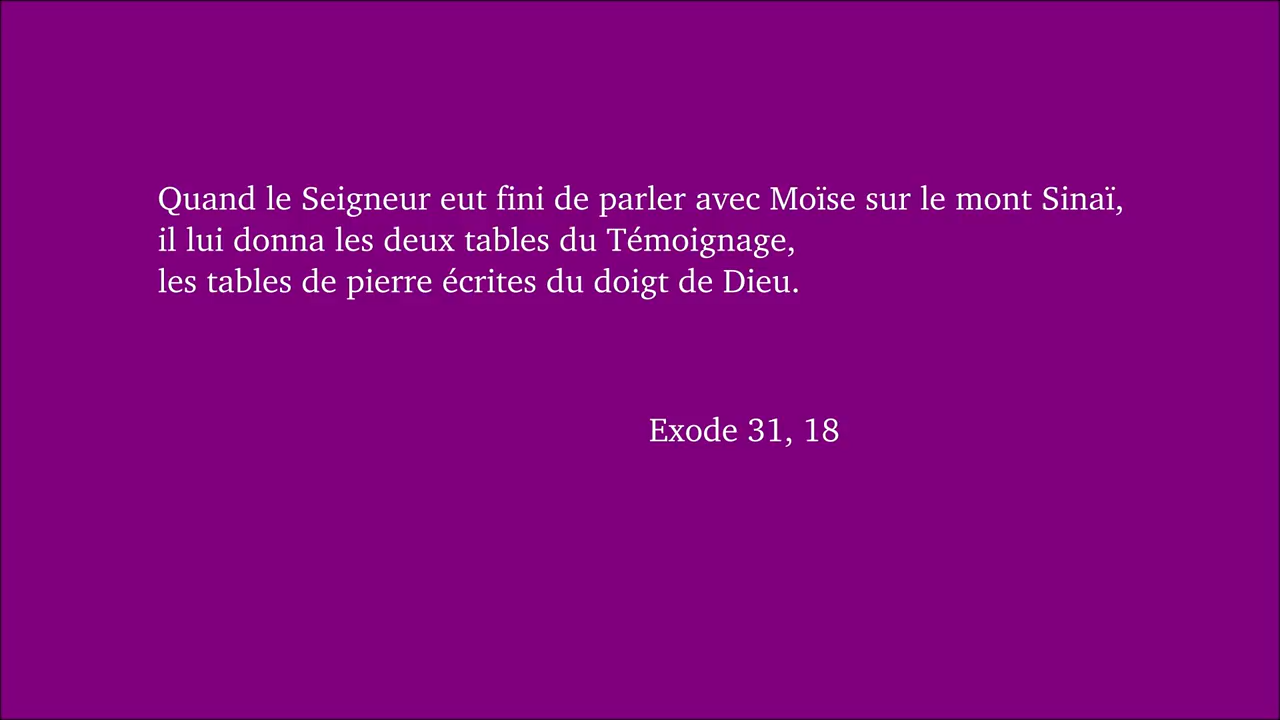 Quand le Seigneur eut fini de parler avec Moïse sur le mont Sinaï,
il lui donna les deux tables du Témoignage,
les tables de pierre écrites du doigt de Dieu.
Exode 31, 18